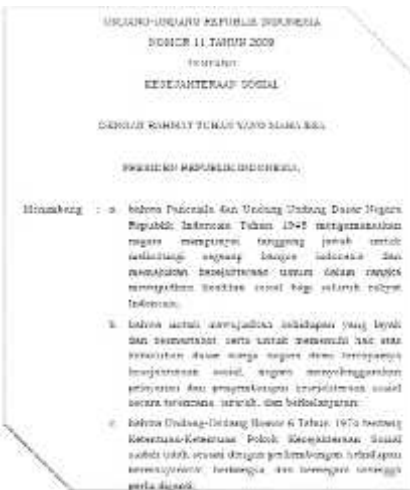 UNDANG-UNDANG REPUBLIK INDONESIA
NOMOR 11 TAHUN 2009
TENTANG
KESEJAHTERAAN SOSIAL
DENGAN RAHMAT TUHAN YANG MAHA ESA
PRESIDEN REPUBLIK INDONESIA,
Menimbang : a. bahwa Pancasila dan Undang-Undang Dasar Negara
Republik Indonesia Tahun 1945 mengamanatkan
negara mempunyai tanggung jawab untuk
melindungi segenap bangsa Indonesia dan
memajukan kesejahteraan umum dalam rangka
mewujudkan keadilan sosial bagi seluruh rakyat
Indonesia;
b. bahwa untuk mewujudkan kehidupan yang layak
dan bermartabat, serta untuk memenuhi hak atas
kebutuhan dasar warga negara demi tercapainya
kesejahteraan sosial, negara menyelenggarakan
pelayanan dan pengembangan kesejahteraan sosial
secara terencana, terarah, dan berkelanjutan;
c. bahwa Undang-Undang Nomor 6 Tahun 1974 tentang
Ketentuan-Ketentuan Pokok Kesejahteraan Sosial
sudah tidak sesuai dengan perkembangan kehidupan
bermasyarakat, berbangsa, dan bernegara sehingga
perlu diganti;